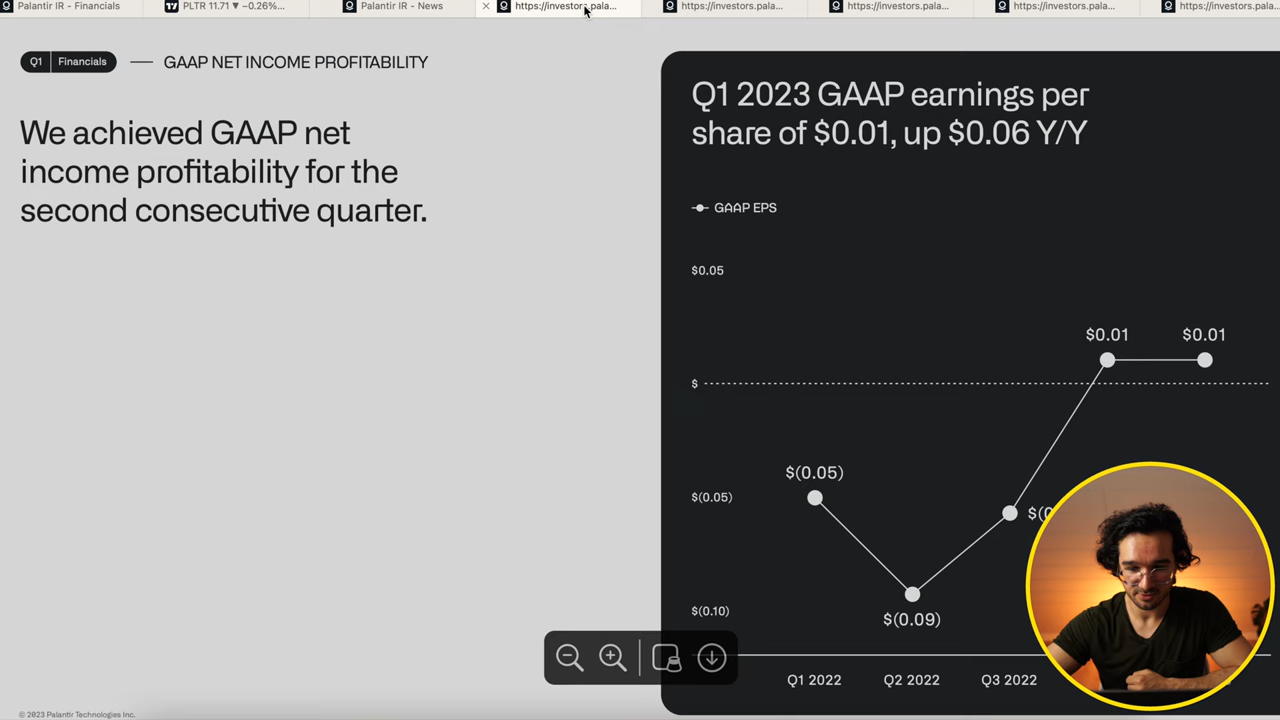 Palantir IR - Financials
PLTR 11.71 ▼ −0.26%...
Palantir IR - News
https://investors.pala...
https://investors.pala...
https://investors.pala...
https://investors.pala...
https://investors.pala...
Q1 Financials — GAAP NET INCOME PROFITABILITY
We achieved GAAP net
income profitability for the
second consecutive quarter.
Q1 2023 GAAP earnings per
share of $0.01, up $0.06 Y/Y
GAAP EPS
$0.05
$0.01 $0.01
$
$(0.05)
$(0.05)
$(0.10)
$(0.09)
Q1 2022 Q2 2022 Q3 2022
© 2023 Palantir Technologies Inc.